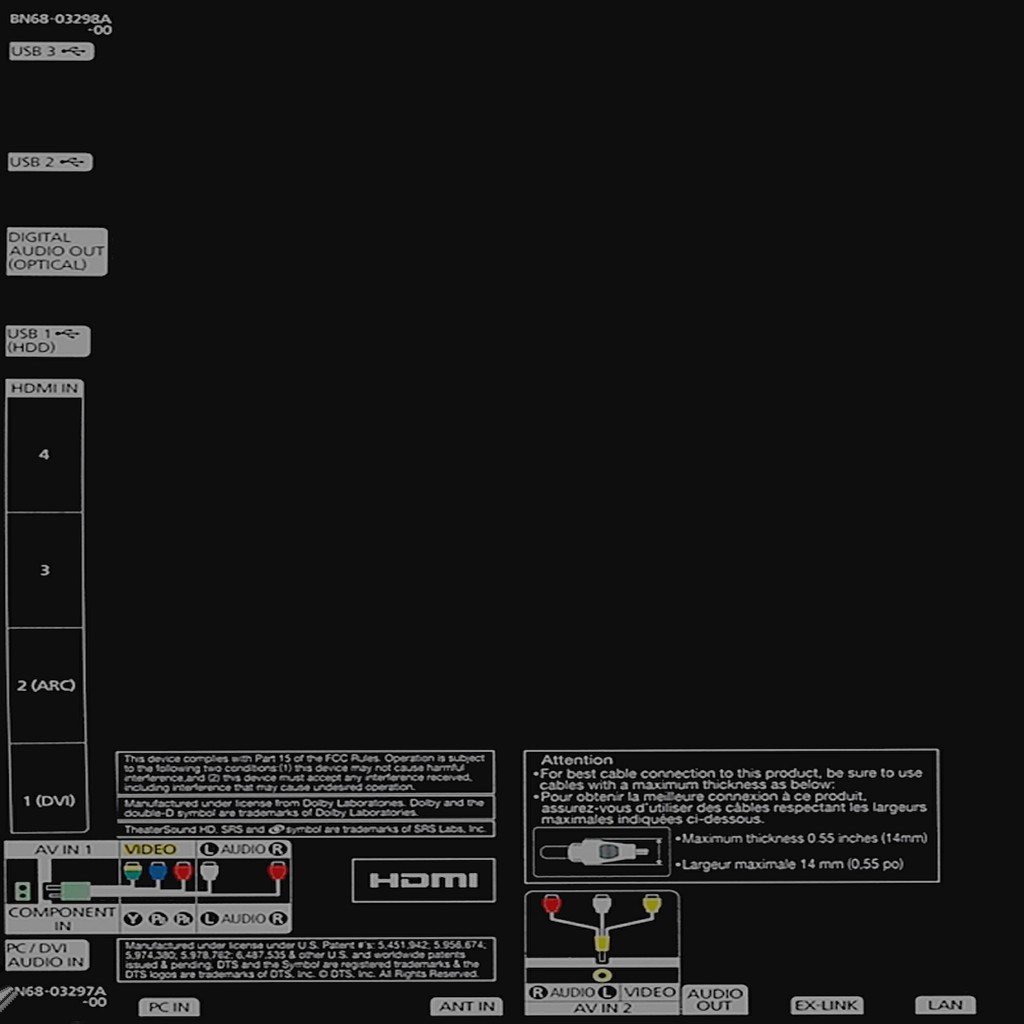 BN68-03298A
-00
USB 3
USB 2
DIGITAL
AUDIO OUT
(OPTICAL)
USB 1
(HDD)
HDMI IN
4
3
2 (ARC)
1 (DVI)
This device complies with Part 15 of the FCC Rules. Operation is subject
to the following two conditions:(1) this device may not cause harmful
interference,and (2) this device must accept any interference received,
including interference that may cause undesired operation.
Manufactured under license from Dolby Laboratories. Dolby and the
double-D symbol are trademarks of Dolby Laboratories.
TheaterSound HD, SRS and symbol are trademarks of SRS Labs, Inc.
AV IN 1 VIDEO L AUDIO R
COMPONENT
IN
Y PB PR L AUDIO R
HDMI
PC / DVI
AUDIO IN
Manufactured under license under U.S. Patent #'s: 5,451,942; 5,956,674;
5,974,380; 5,978,762; 6,487,535 & other U.S. and worldwide patents
issued & pending. DTS and the Symbol are registered trademarks & the
DTS logos are trademarks of DTS, Inc. © DTS, Inc. All Rights Reserved.
BN68-03297A
-00
PC IN
ANT IN
Attention
•For best cable connection to this product, be sure to use
cables with a maximum thickness as below:
•Pour obtenir la meilleure connexion à ce produit,
assurez-vous d'utiliser des câbles respectant les largeurs
maximales indiquées ci-dessous.
•Maximum thickness 0.55 inches (14mm)
•Largeur maximale 14 mm (0,55 po)
R AUDIO L VIDEO
AV IN 2
AUDIO
OUT
EX-LINK
LAN